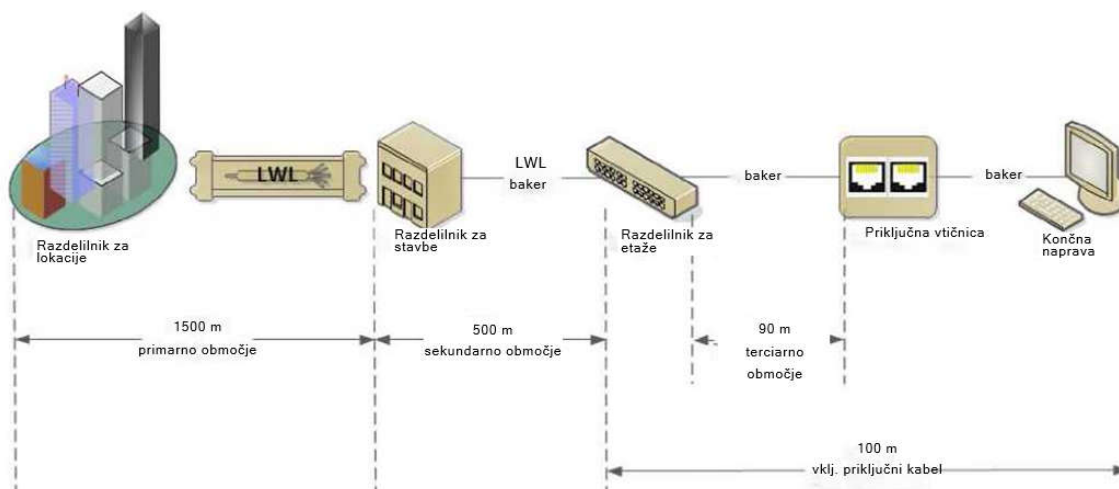 LWL
Razdelilnik za
lokacije
Razdelilnik za
stavbe
LWL
baker
Razdelilnik za
etaže
baker
Priključna vtičnica
baker
Končna
naprava
1500 m
primarno območje
500 m
sekundarno območje
90 m
terciarno
območje
100 m
vklj. priključni kabel